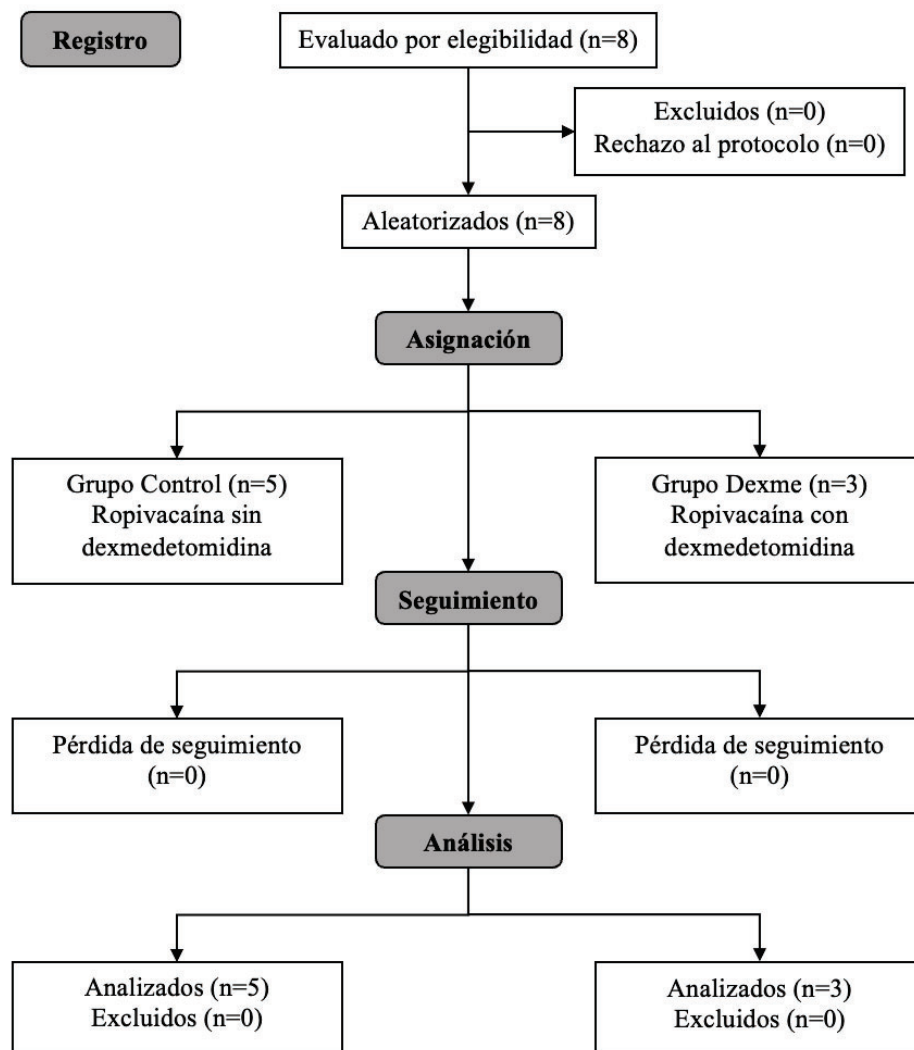 Registro
Evaluado por elegibilidad (n=8)
Excluidos (n=0)
Rechazo al protocolo (n=0)
Aleatorizados (n=8)
Asignación
Grupo Control (n=5)
Ropivacaína sin
dexmedetomidina
Grupo Dexme (n=3)
Ropivacaína con
dexmedetomidina
Seguimiento
Pérdida de seguimiento
(n=0)
Pérdida de seguimiento
(n=0)
Análisis
Analizados (n=5)
Excluidos (n=0)
Analizados (n=3)
Excluidos (n=0)